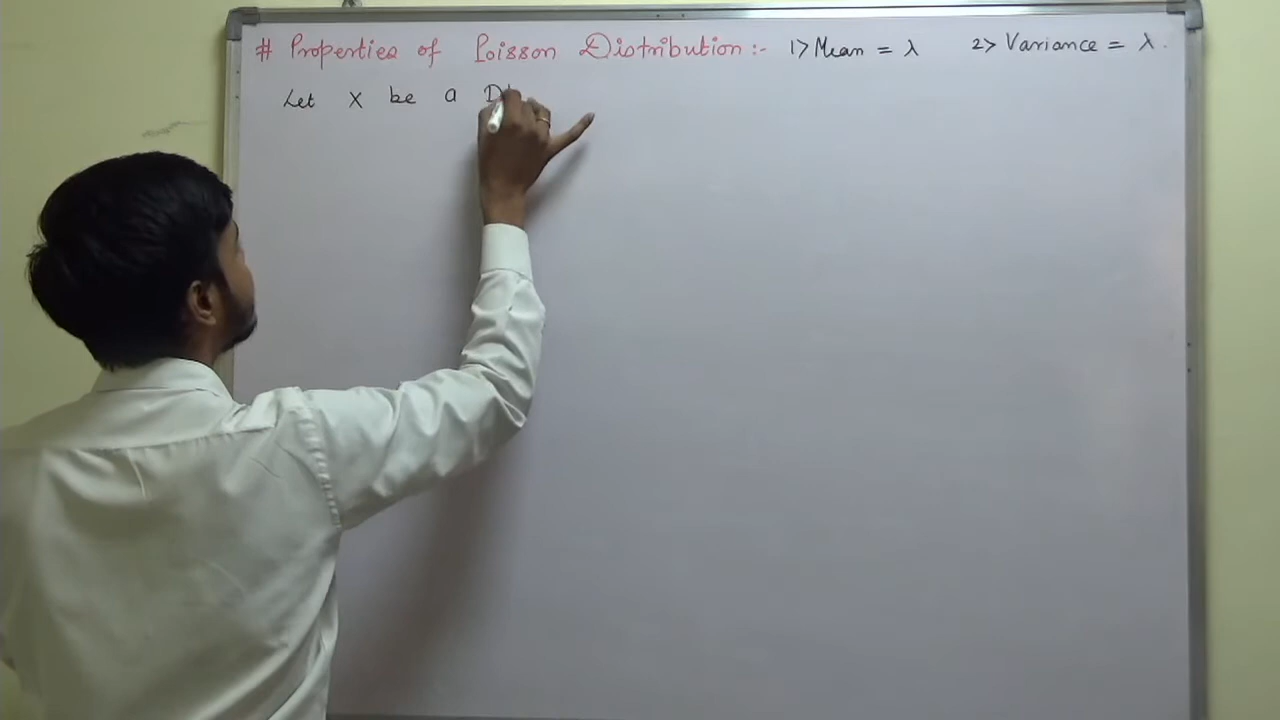 # Properties of Poisson Distribution :- 1> Mean = λ 2> Variance = λ.
Let X be a